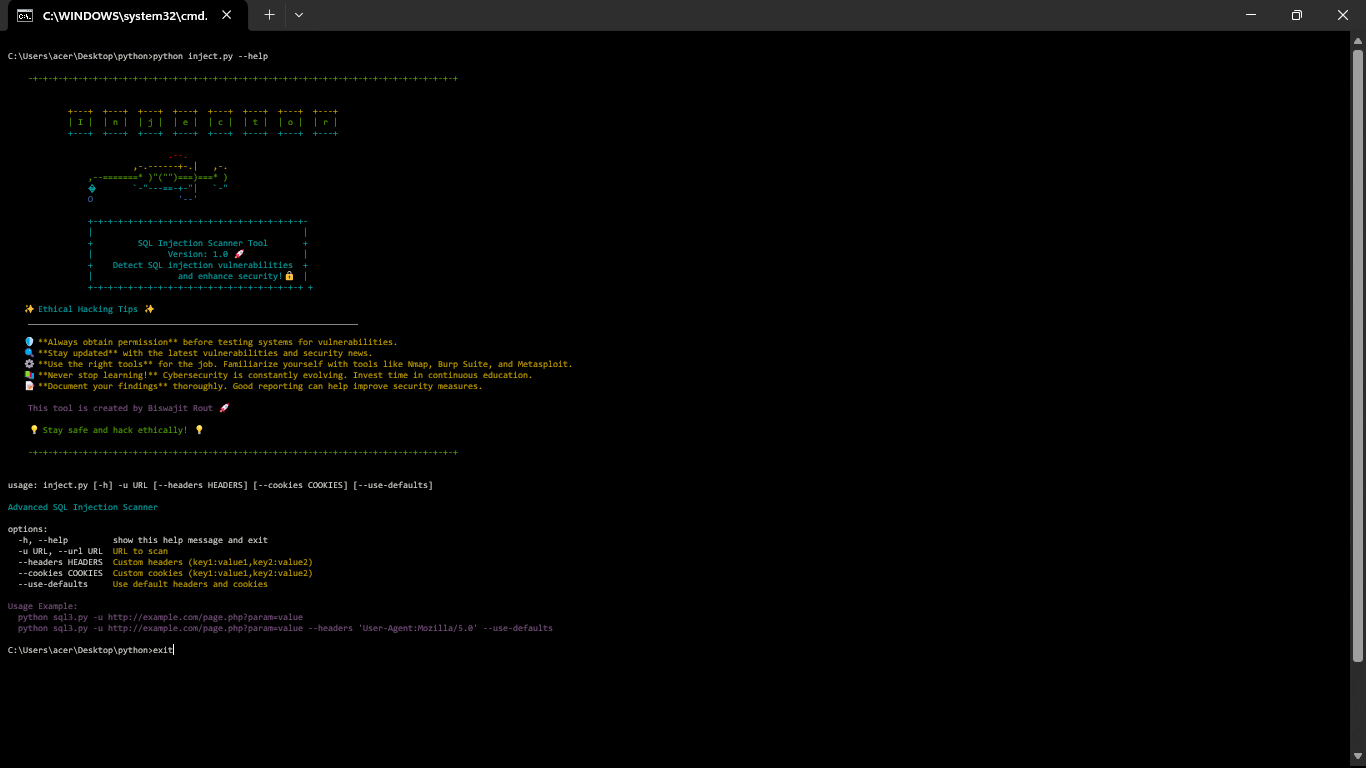 C:\WINDOWS\system32\cmd.
C:\Users\acer\Desktop\python>python inject.py --help
-+-+-+-+-+-+-+-+-+-+-+-+-+-+-+-+-+-+-+-+-+-+-+-+-+-+-+-+-+-+-+-+-+-+-+-+-+-+-+-+-+-+-+
+---+  +---+  +---+  +---+  +---+  +---+  +---+  +---+
| I |  | n |  | j |  | e |  | c |  | t |  | o |  | r |
+---+  +---+  +---+  +---+  +---+  +---+  +---+  +---+
.--.
,-.------+-.|   ,-.
,--=======* )"("")===)===* )
�        `-"---==-+-"|   `-"
O                 '--'
+-+-+-+-+-+-+-+-+-+-+-+-+-+-+-+-+-+-+-+-+-+-
|                                          |
+         SQL Injection Scanner Tool       +
|               Version: 1.0 🚀            |
+    Detect SQL injection vulnerabilities  +
|                 and enhance security!🔒  |
+-+-+-+-+-+-+-+-+-+-+-+-+-+-+-+-+-+-+-+-+-+ +
✨ Ethical Hacking Tips ✨
__________________________________________________________________
🛡️ **Always obtain permission** before testing systems for vulnerabilities.
🔍 **Stay updated** with the latest vulnerabilities and security news.
⚙️ **Use the right tools** for the job. Familiarize yourself with tools like Nmap, Burp Suite, and Metasploit.
📚 **Never stop learning!** Cybersecurity is constantly evolving. Invest time in continuous education.
📝 **Document your findings** thoroughly. Good reporting can help improve security measures.
This tool is created by Biswajit Rout 🚀
💡 Stay safe and hack ethically! 💡
-+-+-+-+-+-+-+-+-+-+-+-+-+-+-+-+-+-+-+-+-+-+-+-+-+-+-+-+-+-+-+-+-+-+-+-+-+-+-+-+-+-+-+
usage: inject.py [-h] -u URL [--headers HEADERS] [--cookies COOKIES] [--use-defaults]
Advanced SQL Injection Scanner
options:
-h, --help         show this help message and exit
-u URL, --url URL  URL to scan
--headers HEADERS  Custom headers (key1:value1,key2:value2)
--cookies COOKIES  Custom cookies (key1:value1,key2:value2)
--use-defaults     Use default headers and cookies
Usage Example:
python sql3.py -u http://example.com/page.php?param=value
python sql3.py -u http://example.com/page.php?param=value --headers 'User-Agent:Mozilla/5.0' --use-defaults
C:\Users\acer\Desktop\python>exit